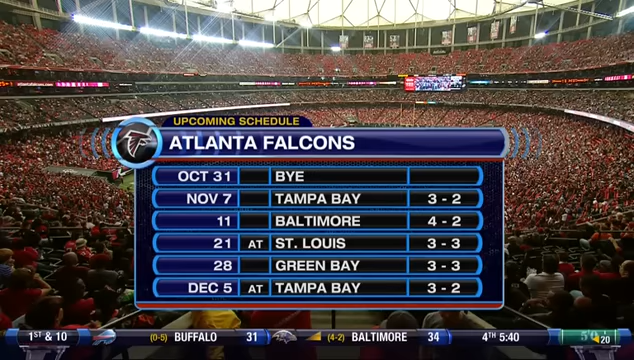 UPCOMING SCHEDULE
ATLANTA FALCONS
OCT 31 BYE
NOV 7 TAMPA BAY 3 - 2
11 BALTIMORE 4 - 2
21 AT ST. LOUIS 3 - 3
28 GREEN BAY 3 - 3
DEC 5 AT TAMPA BAY 3 - 2
1ST & 10 (0-5) BUFFALO 31 (4-2) BALTIMORE 34 4TH 5:40 20